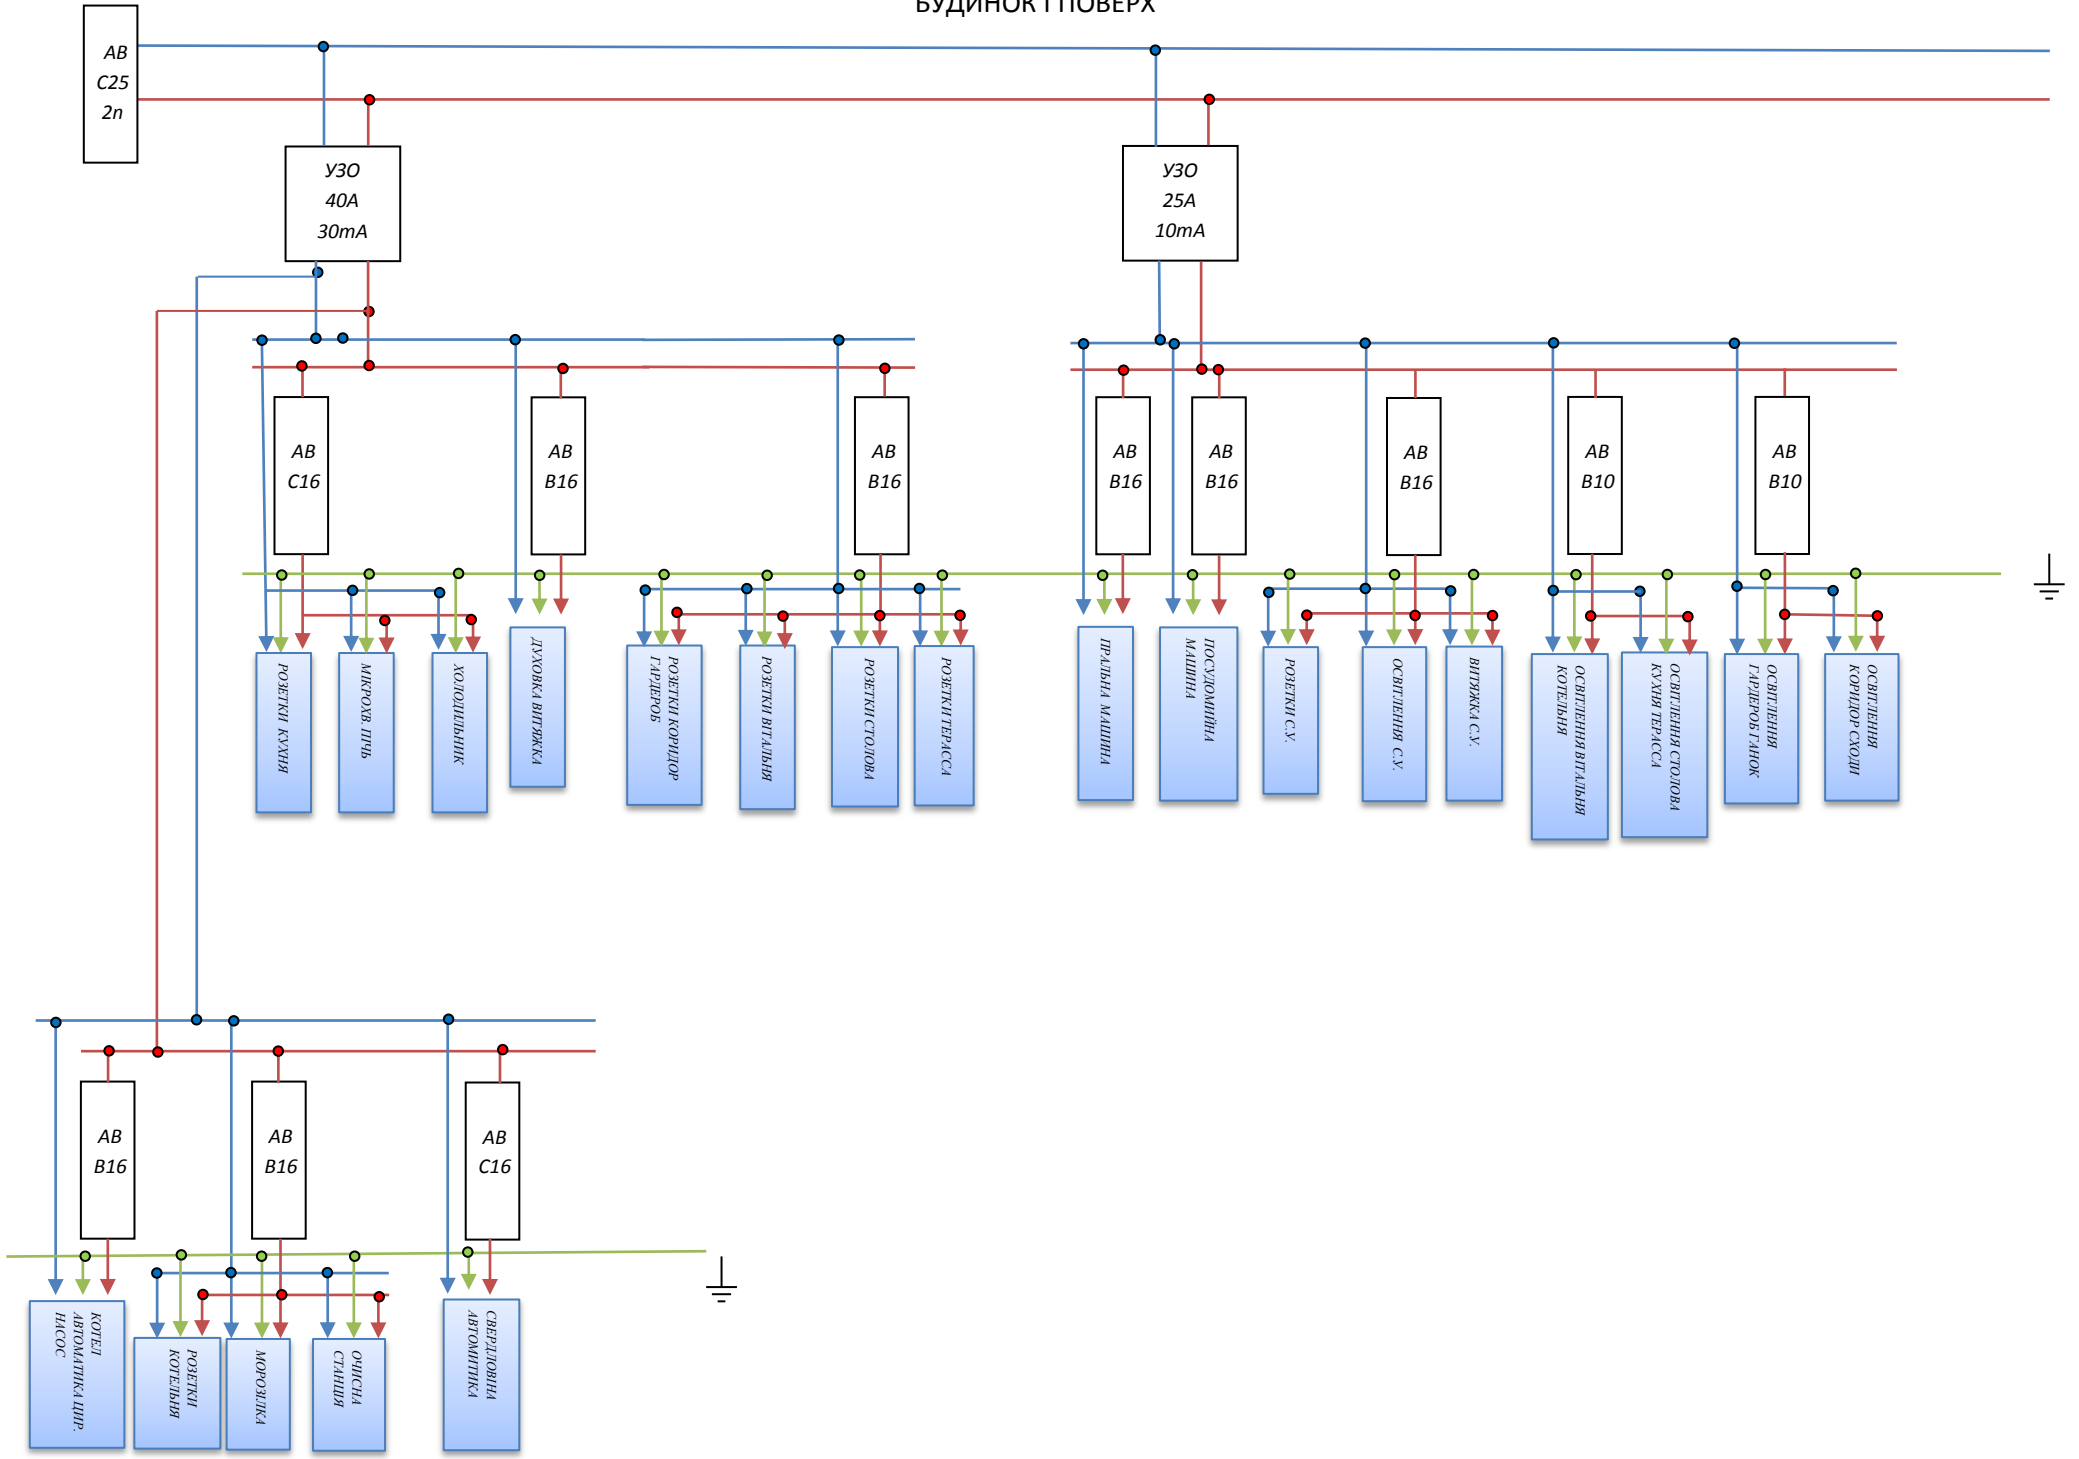 БУДИНОК І ПОВЕРХ
АВ
С25
2п
УЗО
40А
30mA
УЗО
25А
10mA
АВ
С16
АВ
В16
АВ
В16
АВ
В16
АВ
В16
АВ
В16
АВ
В10
АВ
В10
РОЗЕТКИ КУХНЯ
МІКРОХВ. ПІЧЬ
ХОЛОДИЛЬНИК
ДУХОВКА ВИТЯЖКА
РОЗЕТКИ КОРИДОР
ГАРДЕРОБ
РОЗЕТКИ ВІТАЛЬНЯ
РОЗЕТКИ СТОЛОВА
РОЗЕТКИ ТЕРАССА
ПРАЛЬНА МАШИНА
ПОСУДОМИЙНА
МАШИНА
РОЗЕТКИ С.У.
ОСВІТЛЕННЯ С.У.
ВИТЯЖКА С.У.
ОСВІТЛЕННЯ ВІТАЛЬНЯ
КОТЕЛЬНЯ
ОСВІТЛЕННЯ СТОЛОВА
КУХНЯ ТЕРАССА
ОСВІТЛЕННЯ
ГАРДЕРОБ ГАНОК
ОСВІТЛЕННЯ
КОРИДОР СХОДИ
АВ
В16
АВ
В16
АВ
С16
КОТЕЛ
АВТОМАТИКА ЦИР.
НАСОС
РОЗЕТКИ
КОТЕЛЬНЯ
МОРОЗІЛКА
ОЧИСНА
СТАНЦІЯ
СВЕРДЛОВІНА
АВТОМИТИКА